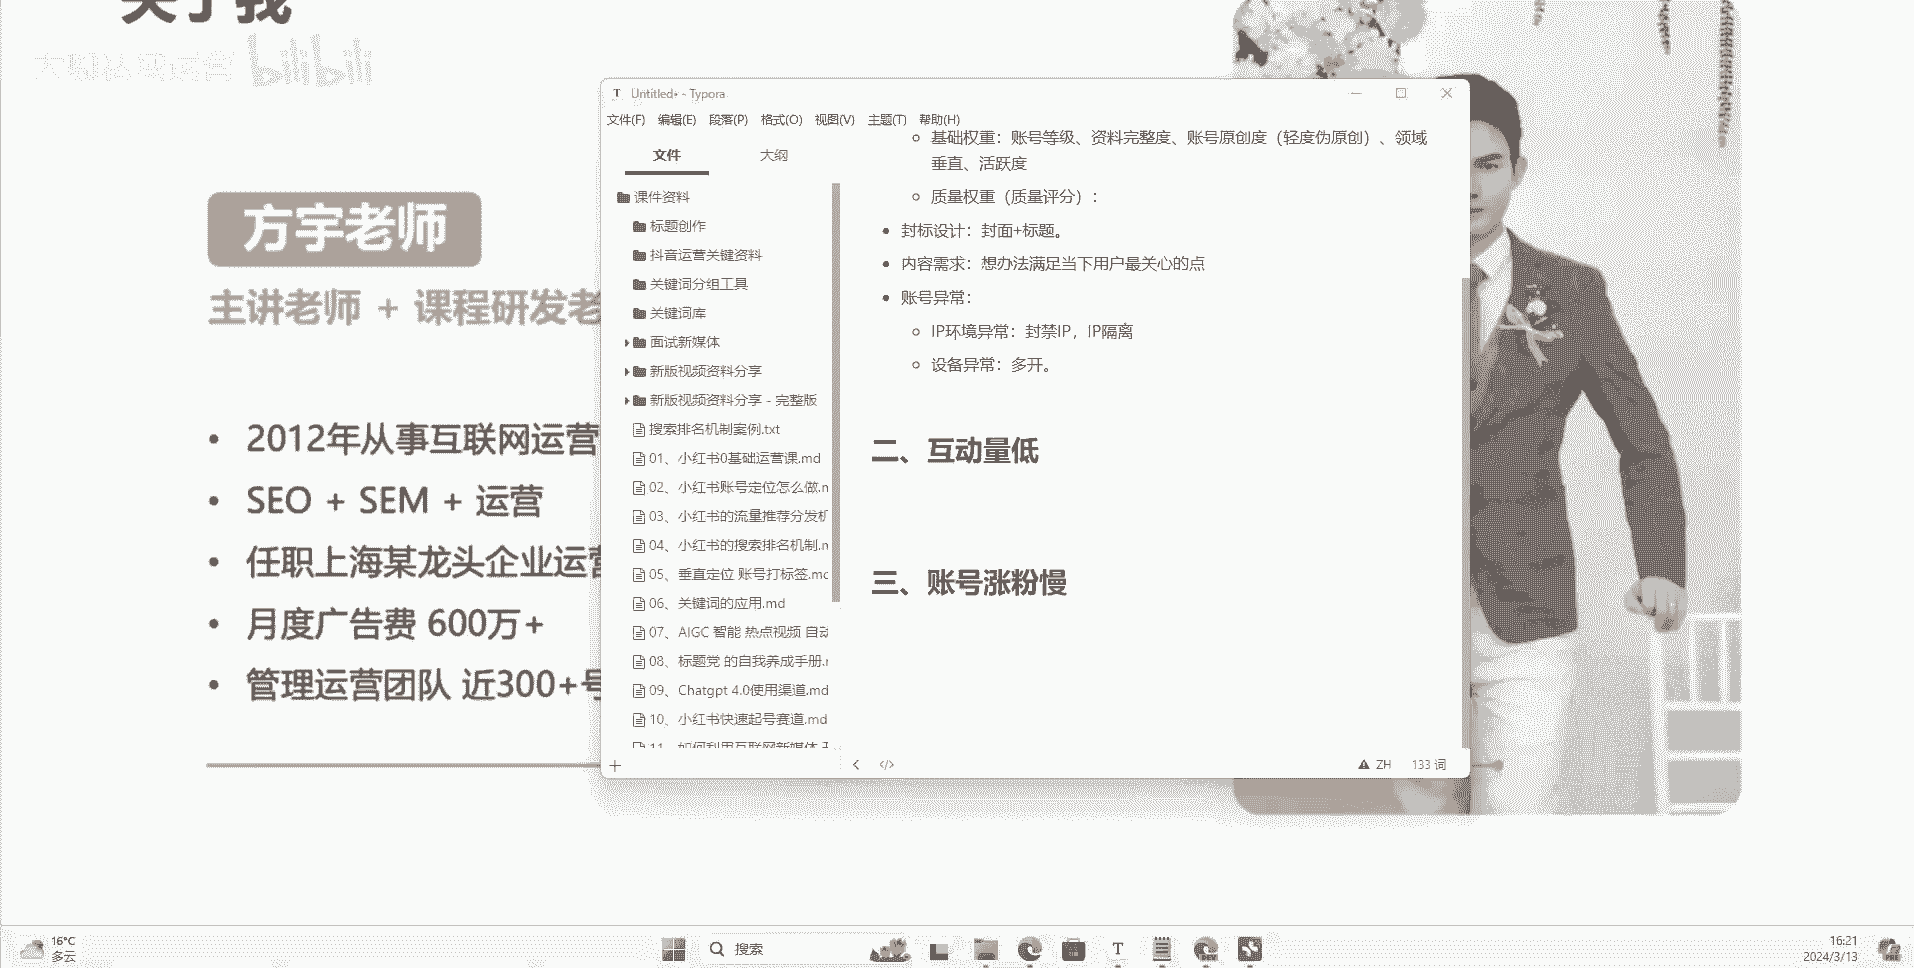 关于我
bilibili
方宇老师
主讲老师 + 课程研发老
• 2012年从事互联网运营
• SEO + SEM + 运营
• 任职上海某龙头企业运营
• 月度广告费 600万+
• 管理运营团队 近300+号
Untitled• - Typora
文件(F) 编辑(E) 段落(P) 格式(O) 视图(V) 主题(T) 帮助(H)
文件 大纲
课件资料
标题创作
抖音运营关键资料
关键词分组工具
关键词库
面试新媒体
新版视频资料分享
新版视频资料分享 - 完整版
搜索排名机制案例.txt
01、小红书0基础运营课.md
02、小红书账号定位怎么做.m
03、小红书的流量推荐分发机
04、小红书的搜索排名机制.m
05、垂直定位 账号打标签.md
06、关键词的应用.md
07、AIGC 智能 热点视频 自动
08、标题党 的自我养成手册.m
09、Chatgpt 4.0使用渠道.md
10、小红书快速起号赛道.md
11、如何利用互联网新媒体
基础权重：账号等级、资料完整度、账号原创度（轻度伪原创）、领域
垂直、活跃度
质量权重（质量评分）：
封标设计：封面+标题。
内容需求：想办法满足当下用户最关心的点
账号异常：
IP环境异常：封禁IP，IP隔离
设备异常：多开。
二、互动量低
三、账号涨粉慢
ZH 133 词
16°C
多云
搜索
16:21
2024/3/13